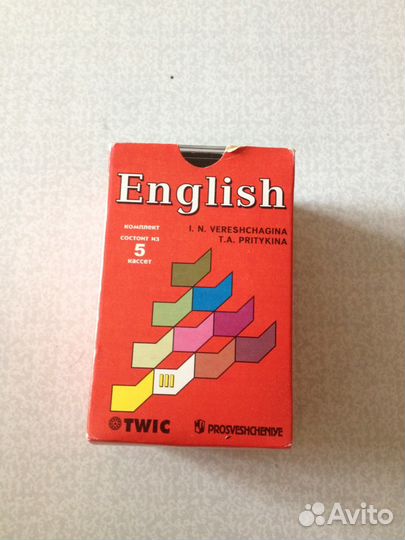 English
комплект
состоит из
5
кассет
I. N. VERESHCHAGINA
T.A. PRITYKINA
III
TWIC
PROSVESHCHENIYE
Avito